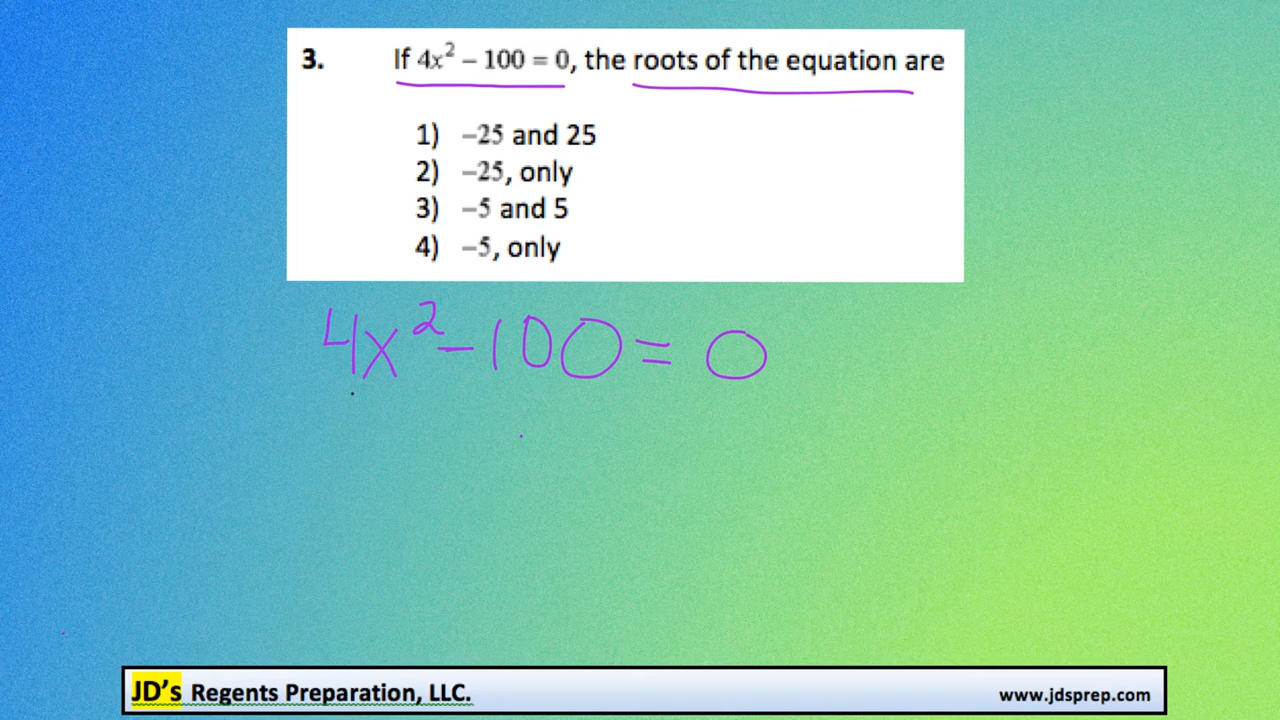 3. If 4x² – 100 = 0, the roots of the equation are
1) –25 and 25
2) –25, only
3) –5 and 5
4) –5, only
4x² – 100 = 0
JD's Regents Preparation, LLC. www.jdsprep.com